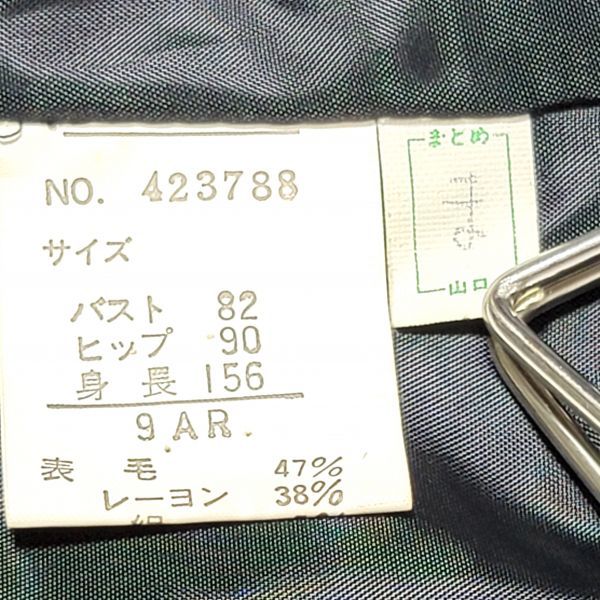 NO. 423788
サイズ
バスト 82
ヒップ 90
身長 156
9AR
表 毛 47%
レーヨン 38%
まとめ
山口